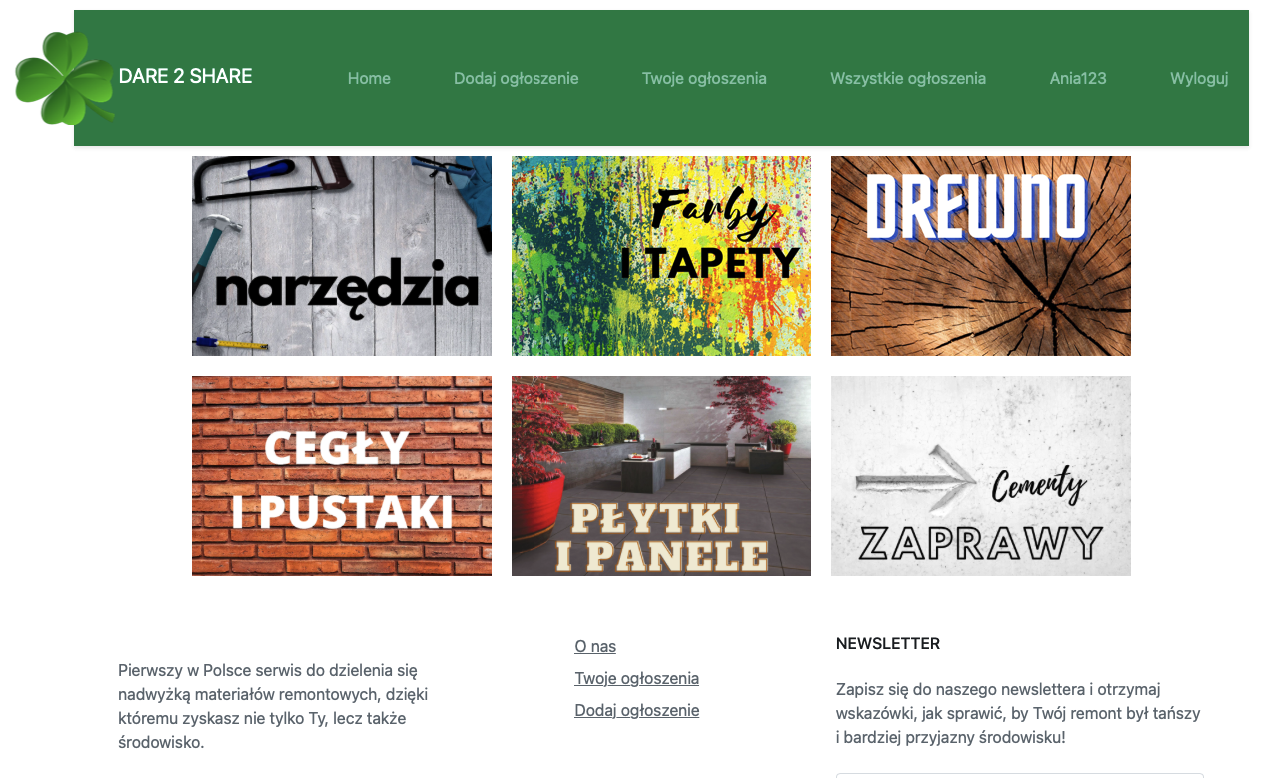 DARE 2 SHARE
Home
Dodaj ogłoszenie
Twoje ogłoszenia
Wszystkie ogłoszenia
Ania123
Wyloguj
narzędzia
Farby
I TAPETY
DREWNO
CEGŁY
I PUSTAKI
PŁYTKI
I PANELE
Cementy
ZAPRAWY
Pierwszy w Polsce serwis do dzielenia się
nadwyżką materiałów remontowych, dzięki
któremu zyskasz nie tylko Ty, lecz także
środowisko.
O nas
Twoje ogłoszenia
Dodaj ogłoszenie
NEWSLETTER
Zapisz się do naszego newslettera i otrzymaj
wskazówki, jak sprawić, by Twój remont był tańszy
i bardziej przyjazny środowisku!